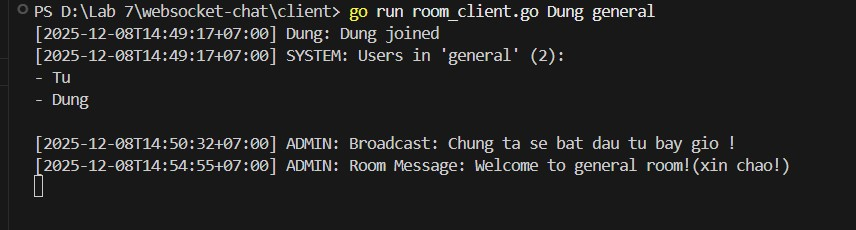 PS D:\Lab 7\websocket-chat\client> go run room_client.go Dung general
[2025-12-08T14:49:17+07:00] Dung: Dung joined
[2025-12-08T14:49:17+07:00] SYSTEM: Users in 'general' (2):
- Tu
- Dung
[2025-12-08T14:50:32+07:00] ADMIN: Broadcast: Chung ta se bat dau tu bay gio !
[2025-12-08T14:54:55+07:00] ADMIN: Room Message: Welcome to general room!(xin chao!)